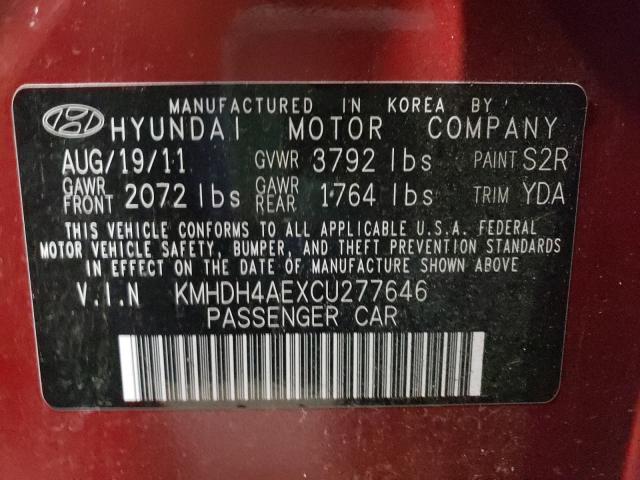 MANUFACTURED IN KOREA BY
HYUNDAI MOTOR COMPANY
AUG/19/11 GVWR 3792 lbs PAINT S2R
GAWR FRONT 2072 lbs GAWR REAR 1764 lbs TRIM YDA
THIS VEHICLE CONFORMS TO ALL APPLICABLE U.S.A. FEDERAL
MOTOR VEHICLE SAFETY, BUMPER, AND THEFT PREVENTION STANDARDS
IN EFFECT ON THE DATE OF MANUFACTURE SHOWN ABOVE
V.I.N KMHDH4AEXCU277646
PASSENGER CAR